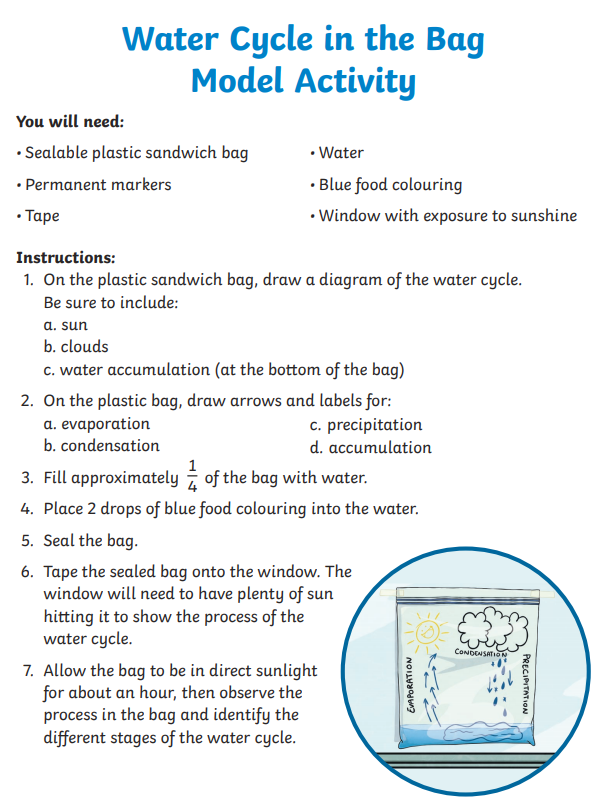 Water Cycle in the Bag
Model Activity
You will need:
• Sealable plastic sandwich bag
• Permanent markers
• Tape
• Water
• Blue food colouring
• Window with exposure to sunshine
Instructions:
1. On the plastic sandwich bag, draw a diagram of the water cycle.
Be sure to include:
a. sun
b. clouds
c. water accumulation (at the bottom of the bag)
2. On the plastic bag, draw arrows and labels for:
a. evaporation
b. condensation
c. precipitation
d. accumulation
3. Fill approximately 1/4 of the bag with water.
4. Place 2 drops of blue food colouring into the water.
5. Seal the bag.
6. Tape the sealed bag onto the window. The
window will need to have plenty of sun
hitting it to show the process of the
water cycle.
7. Allow the bag to be in direct sunlight
for about an hour, then observe the
process in the bag and identify the
different stages of the water cycle.
EVAPORATION
CONDENSATION
PRECIPITATION